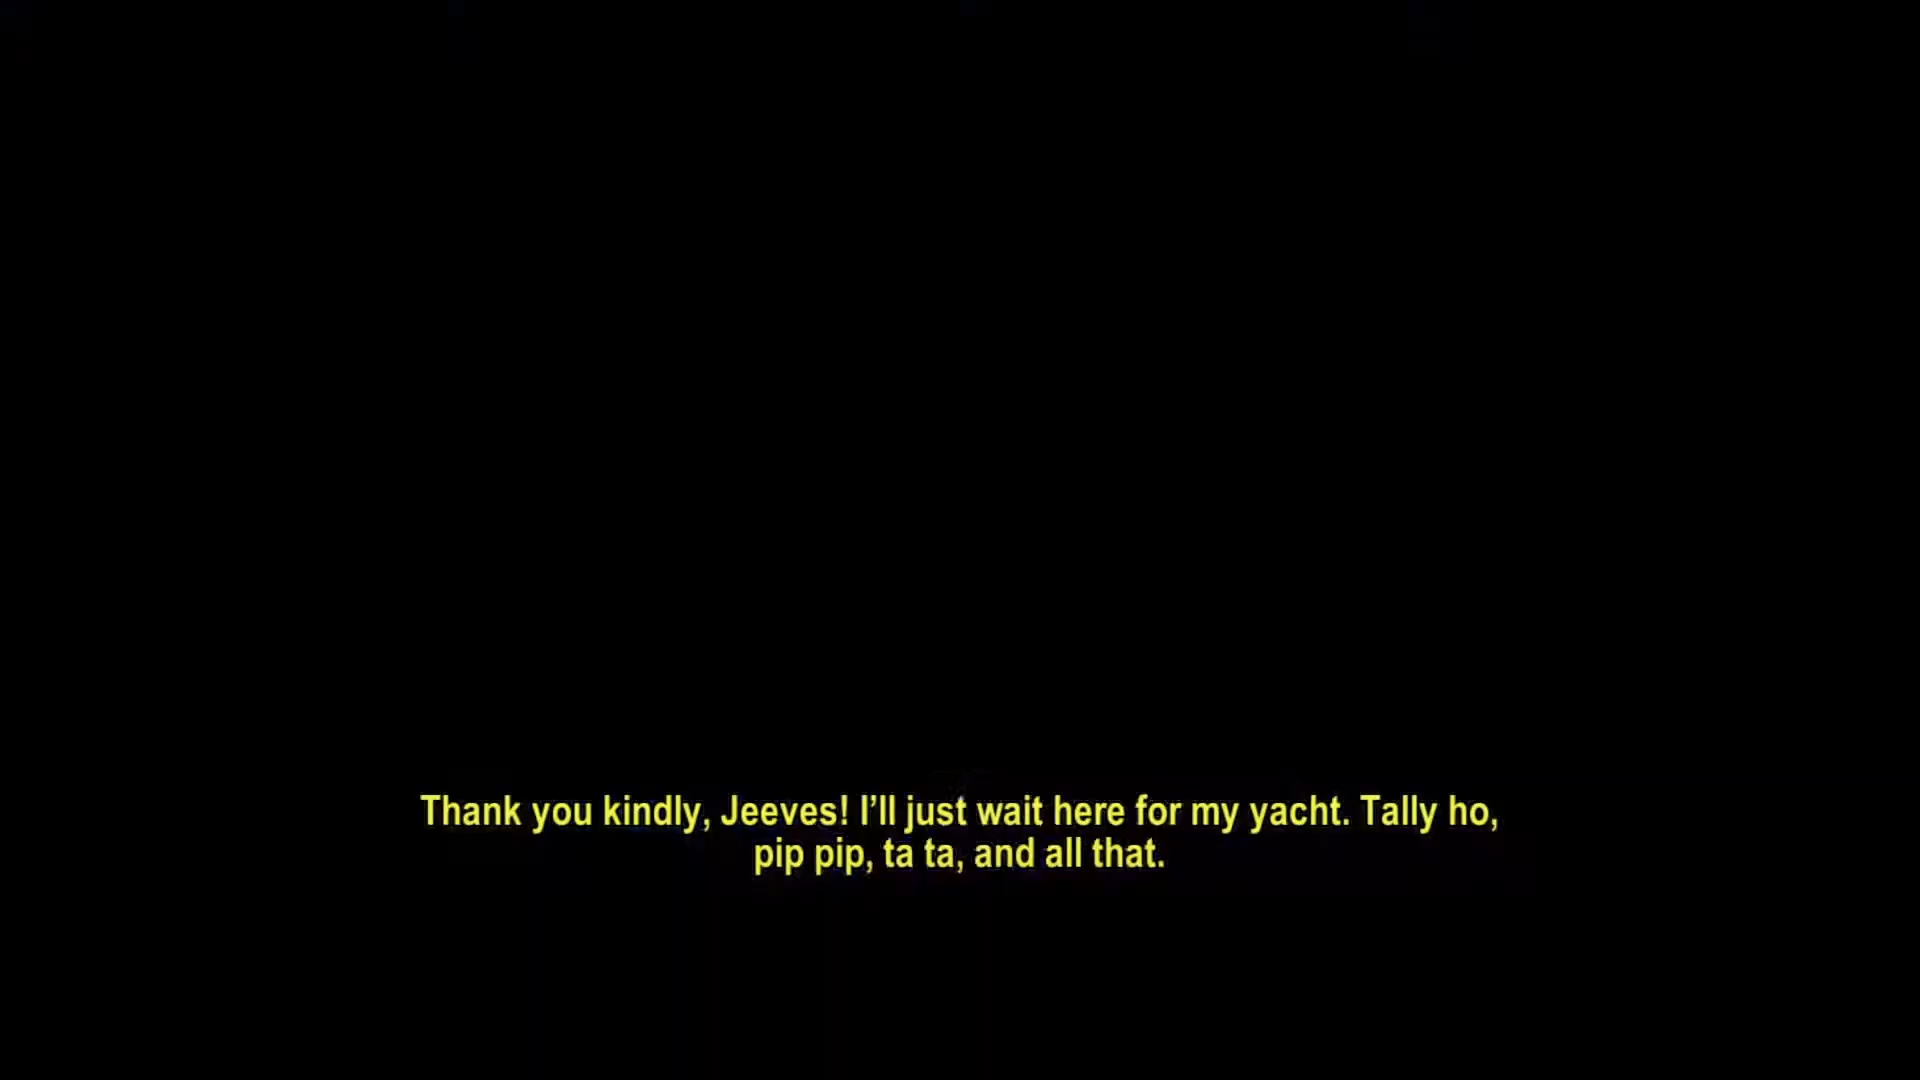 Thank you kindly, Jeeves! I’ll just wait here for my yacht. Tally ho,
pip pip, ta ta, and all that.